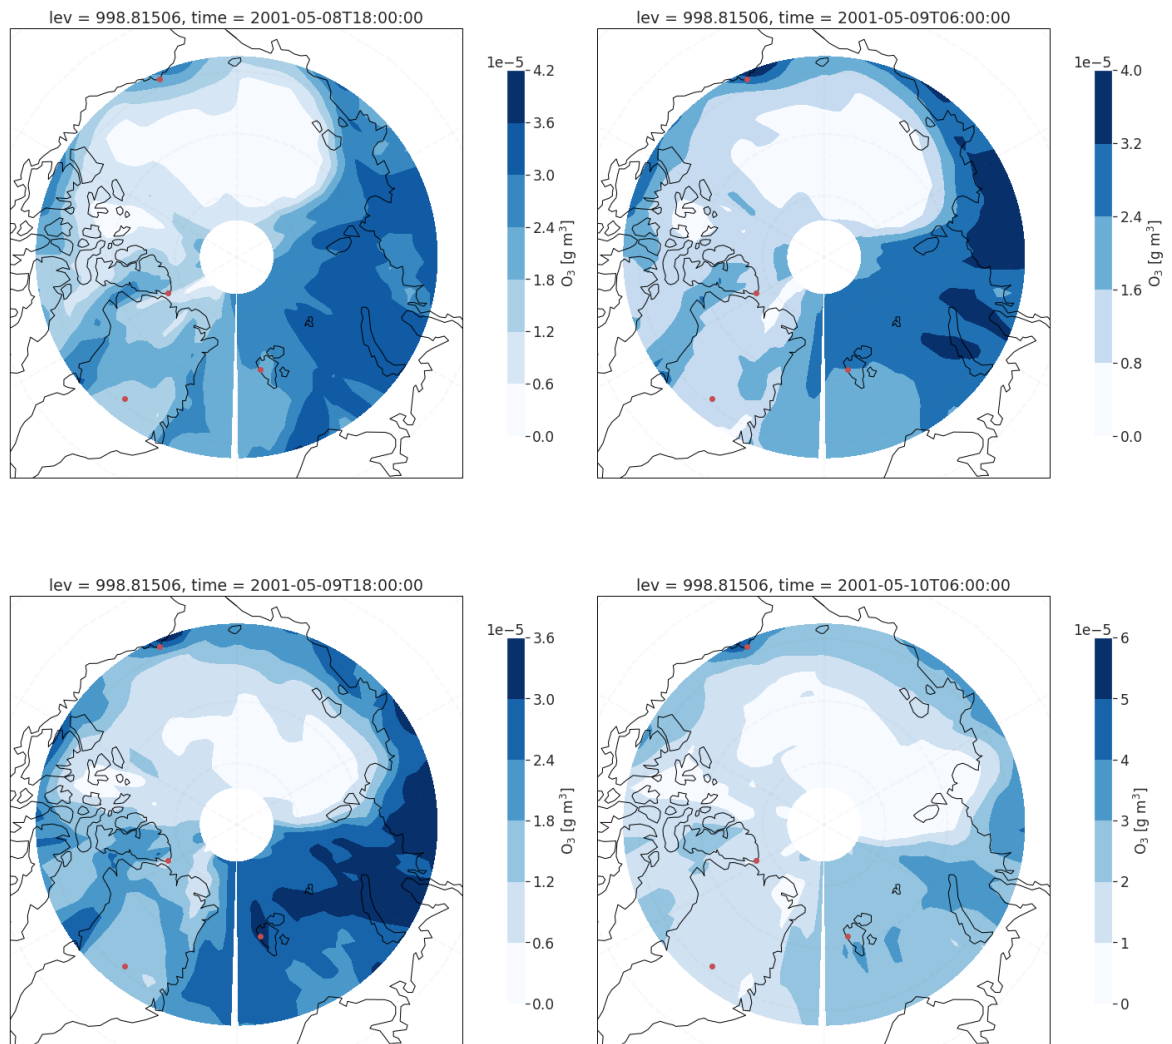 lev = 998.81506, time = 2001-05-08T18:00:00
1e−5
4.2
3.6
3.0
2.4
1.8
1.2
0.6
0.0
O₃ [g m³]
lev = 998.81506, time = 2001-05-09T06:00:00
1e−5
4.0
3.2
2.4
1.6
0.8
0.0
O₃ [g m³]
lev = 998.81506, time = 2001-05-09T18:00:00
1e−5
3.6
3.0
2.4
1.8
1.2
0.6
0.0
O₃ [g m³]
lev = 998.81506, time = 2001-05-10T06:00:00
1e−5
6
5
4
3
2
1
0
O₃ [g m³]